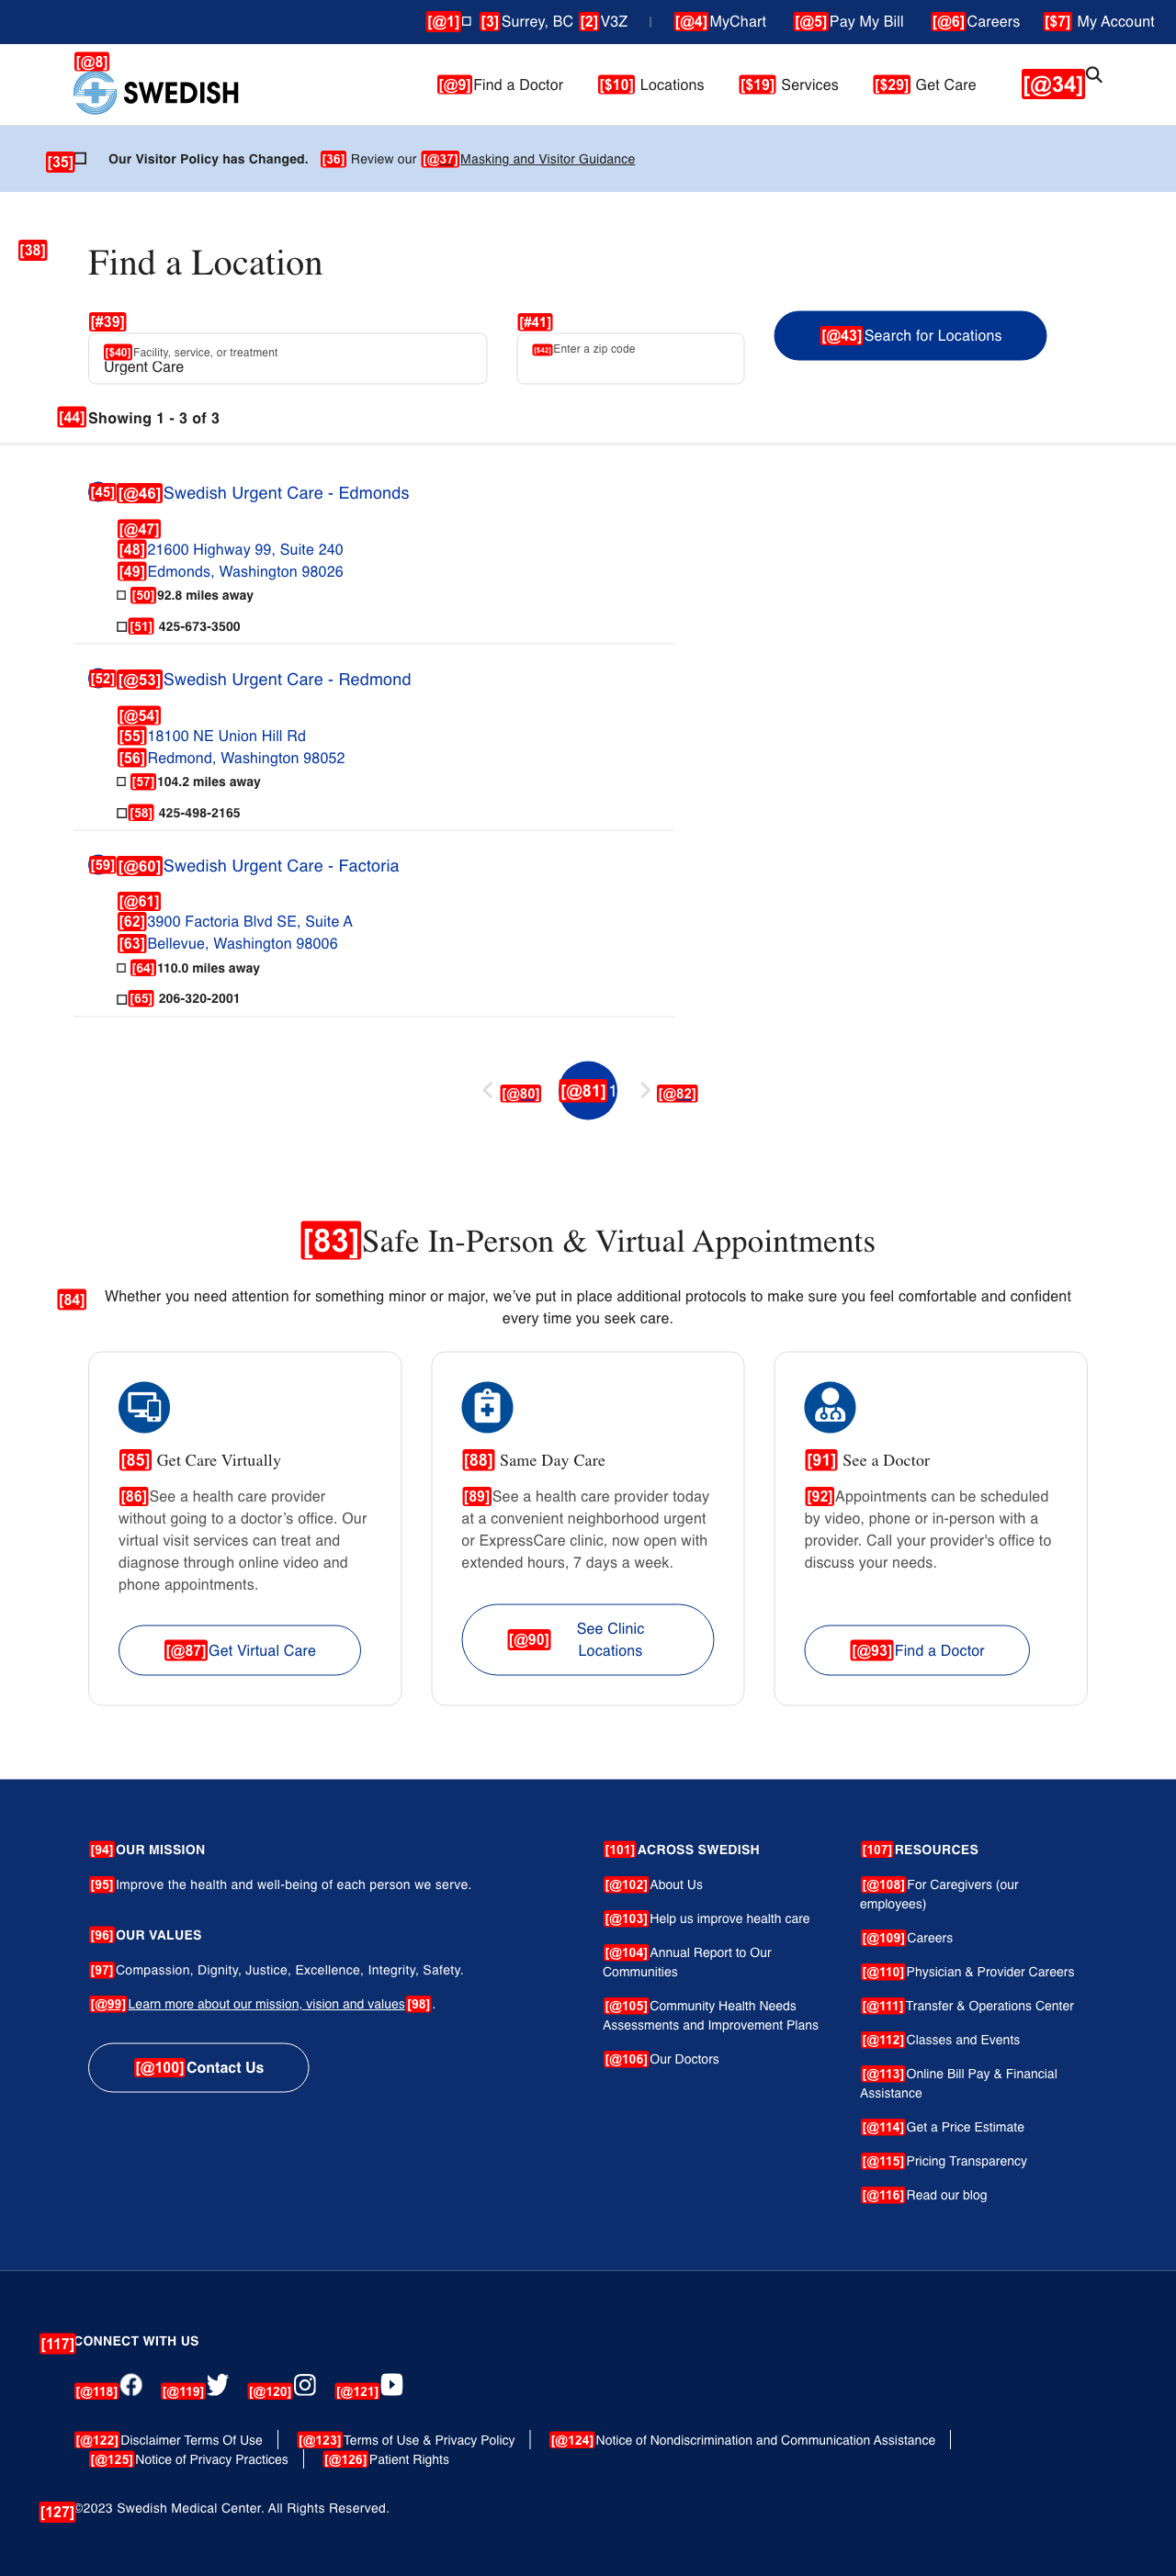 [@1] [3] Surrey, BC [2] V3Z | [@4] MyChart [@5] Pay My Bill [@6] Careers [$7] My Account
[@8]
SWEDISH
[@9] Find a Doctor [$10] Locations [$19] Services [$29] Get Care [@34]
[35] Our Visitor Policy has Changed. [36] Review our [@37] Masking and Visitor Guidance
[38]
Find a Location
[#39] [#41]
[$40] Facility, service, or treatment
Urgent Care
[$42] Enter a zip code
[@43] Search for Locations
[44] Showing 1 - 3 of 3
[45] [@46] Swedish Urgent Care - Edmonds
[@47]
[48] 21600 Highway 99, Suite 240
[49] Edmonds, Washington 98026
[50] 92.8 miles away
[51] 425-673-3500
[52] [@53] Swedish Urgent Care - Redmond
[@54]
[55] 18100 NE Union Hill Rd
[56] Redmond, Washington 98052
[57] 104.2 miles away
[58] 425-498-2165
[59] [@60] Swedish Urgent Care - Factoria
[@61]
[62] 3900 Factoria Blvd SE, Suite A
[63] Bellevue, Washington 98006
[64] 110.0 miles away
[65] 206-320-2001
[@80] [@81] 1 [@82]
[83] Safe In-Person & Virtual Appointments
[84] Whether you need attention for something minor or major, we’ve put in place additional protocols to make sure you feel comfortable and confident
every time you seek care.
[85] Get Care Virtually
[86] See a health care provider
without going to a doctor’s office. Our
virtual visit services can treat and
diagnose through online video and
phone appointments.
[@87] Get Virtual Care
[88] Same Day Care
[89] See a health care provider today
at a convenient neighborhood urgent
or ExpressCare clinic, now open with
extended hours, 7 days a week.
[@90] See Clinic
Locations
[91] See a Doctor
[92] Appointments can be scheduled
by video, phone or in-person with a
provider. Call your provider's office to
discuss your needs.
[@93] Find a Doctor
[94] OUR MISSION
[95] Improve the health and well-being of each person we serve.
[96] OUR VALUES
[97] Compassion, Dignity, Justice, Excellence, Integrity, Safety.
[@99] Learn more about our mission, vision and values [98] .
[@100] Contact Us
[101] ACROSS SWEDISH
[@102] About Us
[@103] Help us improve health care
[@104] Annual Report to Our
Communities
[@105] Community Health Needs
Assessments and Improvement Plans
[@106] Our Doctors
[107] RESOURCES
[@108] For Caregivers (our
employees)
[@109] Careers
[@110] Physician & Provider Careers
[@111] Transfer & Operations Center
[@112] Classes and Events
[@113] Online Bill Pay & Financial
Assistance
[@114] Get a Price Estimate
[@115] Pricing Transparency
[@116] Read our blog
[117] CONNECT WITH US
[@118] [@119] [@120] [@121]
[@122] Disclaimer Terms Of Use [@123] Terms of Use & Privacy Policy [@124] Notice of Nondiscrimination and Communication Assistance
[@125] Notice of Privacy Practices [@126] Patient Rights
[127] ©2023 Swedish Medical Center. All Rights Reserved.